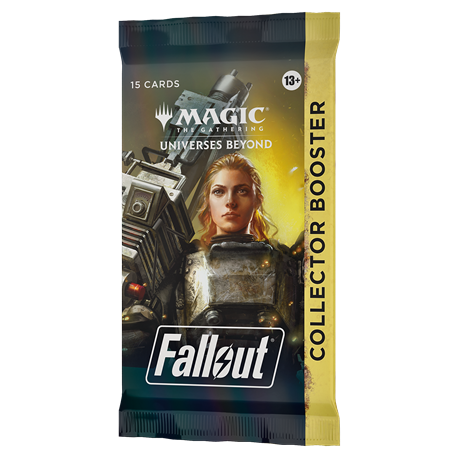 15 CARDS
13+
MAGIC
THE GATHERING
UNIVERSES BEYOND
Fallout
COLLECTOR BOOSTER